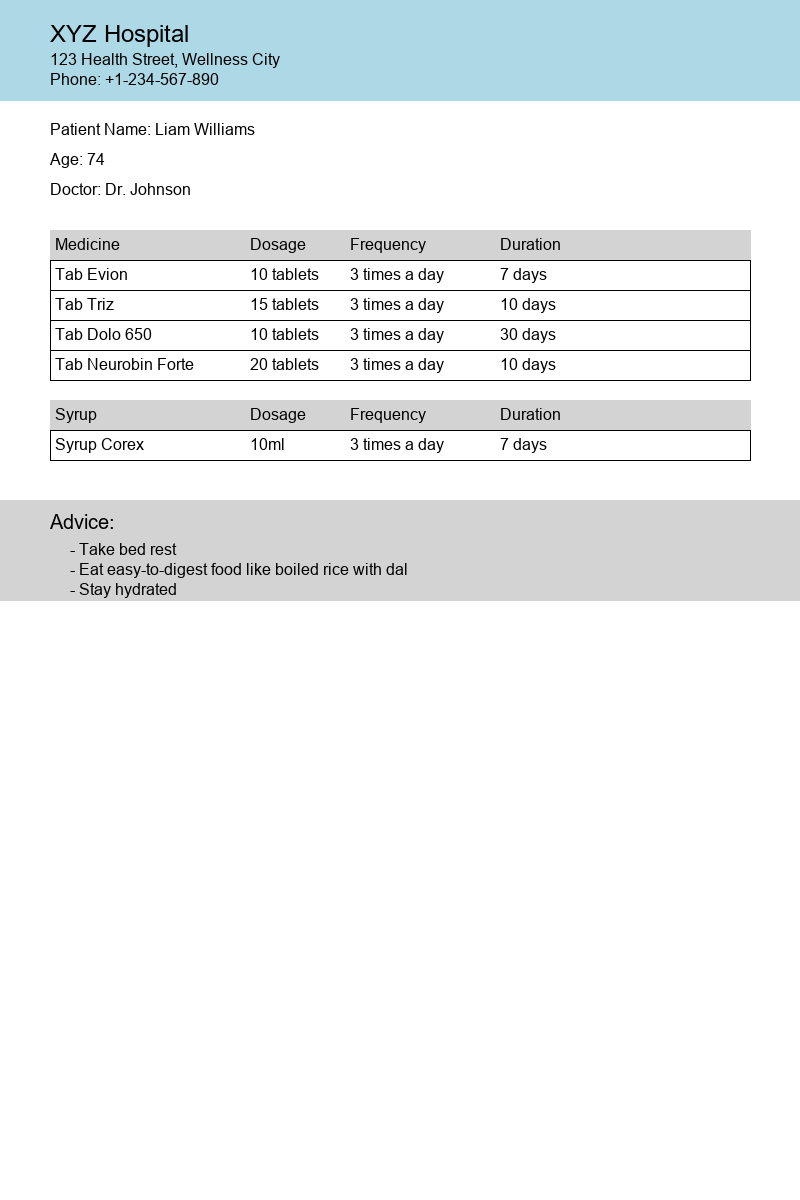 XYZ Hospital
123 Health Street, Wellness City
Phone: +1-234-567-890
Patient Name: Liam Williams
Age: 74
Doctor: Dr. Johnson
Medicine Dosage Frequency Duration
Tab Evion 10 tablets 3 times a day 7 days
Tab Triz 15 tablets 3 times a day 10 days
Tab Dolo 650 10 tablets 3 times a day 30 days
Tab Neurobin Forte 20 tablets 3 times a day 10 days
Syrup Dosage Frequency Duration
Syrup Corex 10ml 3 times a day 7 days
Advice:
- Take bed rest
- Eat easy-to-digest food like boiled rice with dal
- Stay hydrated